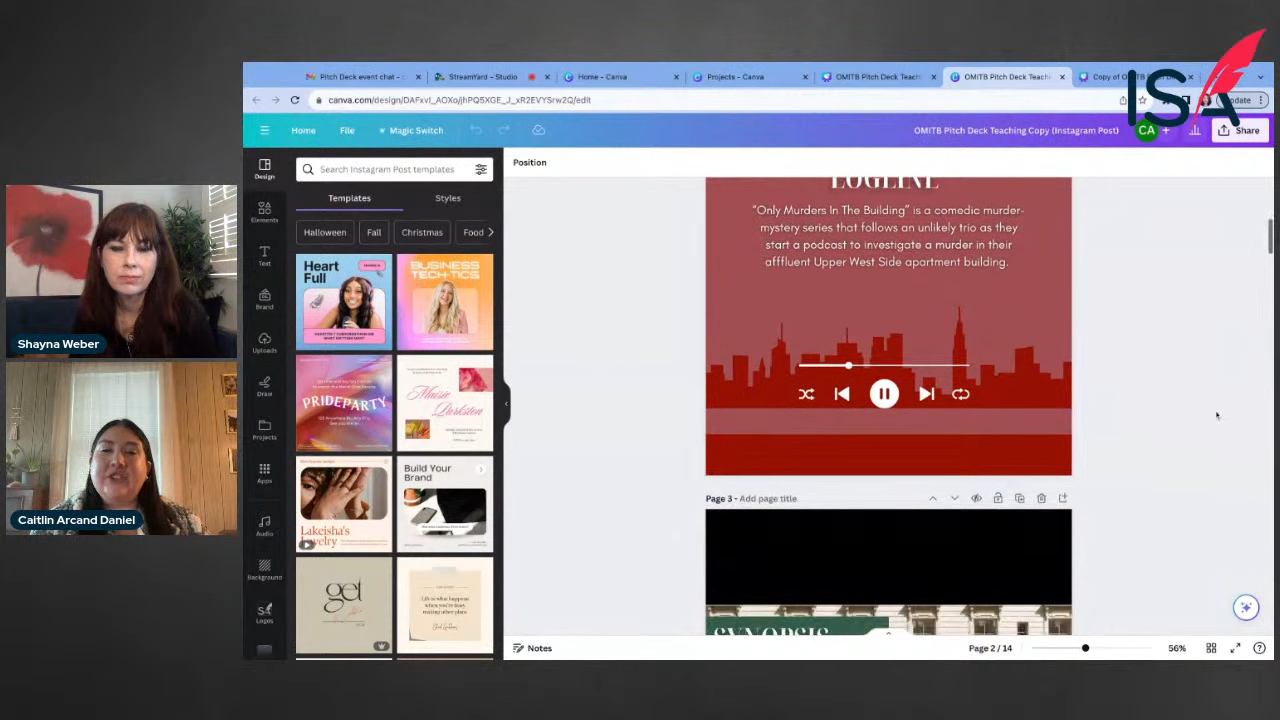 ISA
Pitch Deck event chat -
StreamYard - Studio
Home - Canva
Projects - Canva
OMITB Pitch Deck Teachi
OMITB Pitch Deck Teachin
Copy of OMITB
canva.com/design/DAFxvI_AOXo/jhPQ5XGE_J_xR2EVYSrw2Q/edit
Home
File
Magic Switch
OMITB Pitch Deck Teaching Copy (Instagram Post)
CA
+
Share
Design
Elements
Text
Brand
Uploads
Draw
Projects
Apps
Audio
Background
Logos
Search Instagram Post templates
Templates
Styles
Halloween
Fall
Christmas
Food
Heart
Full
BUSINESS
TECH-TICS
PRIDEPARTY
Build Your
Brand
Lakeisha's
Jewelry
get
Position
LOGLINE
“Only Murders In The Building” is a comedic murder-
mystery series that follows an unlikely trio as they
start a podcast to investigate a murder in their
afffluent Upper West Side apartment building.
Page 3 - Add page title
SYNOPSIS
Notes
Page 2 / 14
56%
Shayna Weber
Caitlin Arcand Daniel